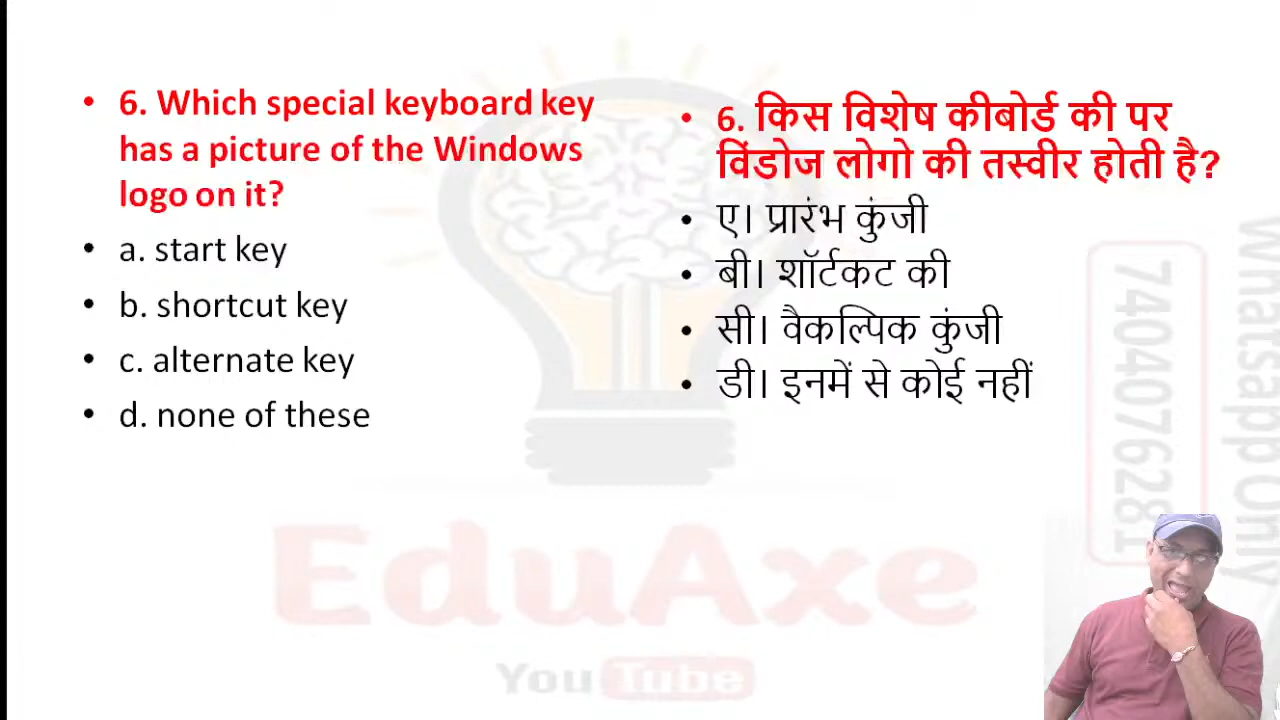 6. Which special keyboard key
has a picture of the Windows
logo on it?
a. start key
b. shortcut key
c. alternate key
d. none of these
6. किस विशेष कीबोर्ड की पर
विंडोज लोगो की तस्वीर होती है?
ए। प्रारंभ कुंजी
बी। शॉर्टकट की
सी। वैकल्पिक कुंजी
डी। इनमें से कोई नहीं
Whatsapp Only
7404076281
EduAxe
YouTube